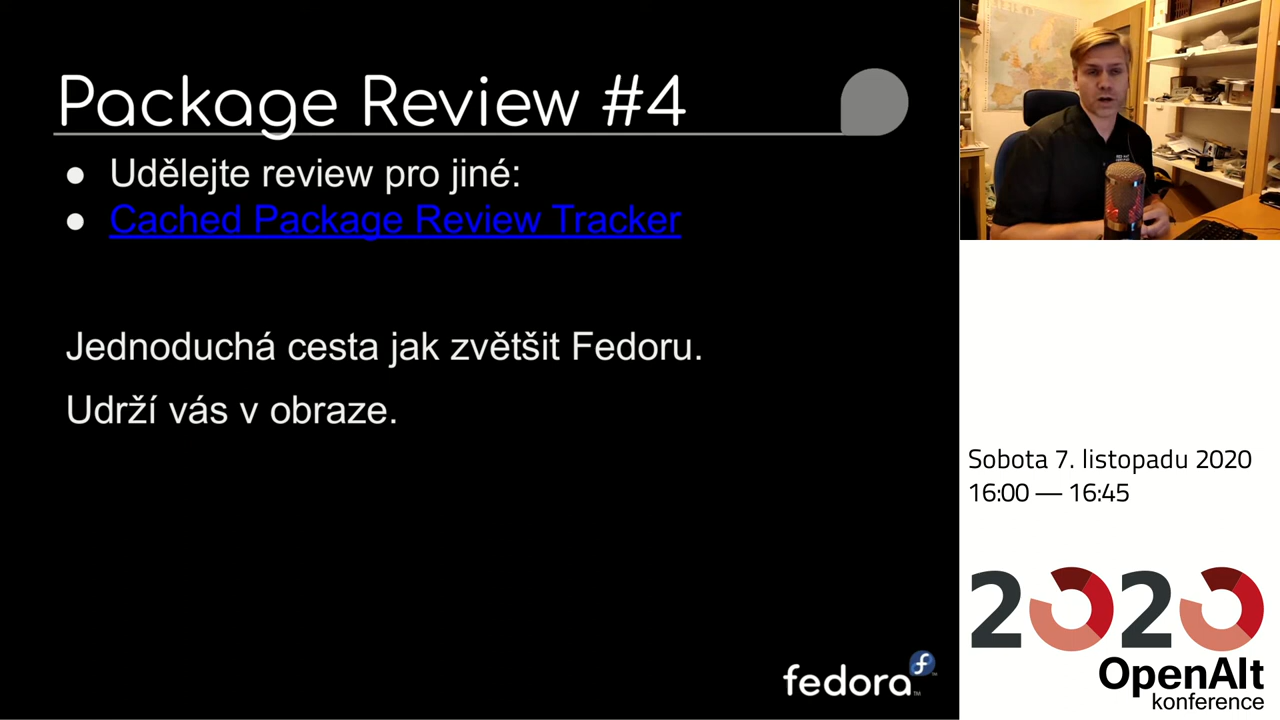 Package Review #4
● Udělejte review pro jiné:
● Cached Package Review Tracker
Jednoduchá cesta jak zvětšit Fedoru.
Udrží vás v obraze.
fedora™
Sobota 7. listopadu 2020
16:00 — 16:45
2020
OpenAlt
konference